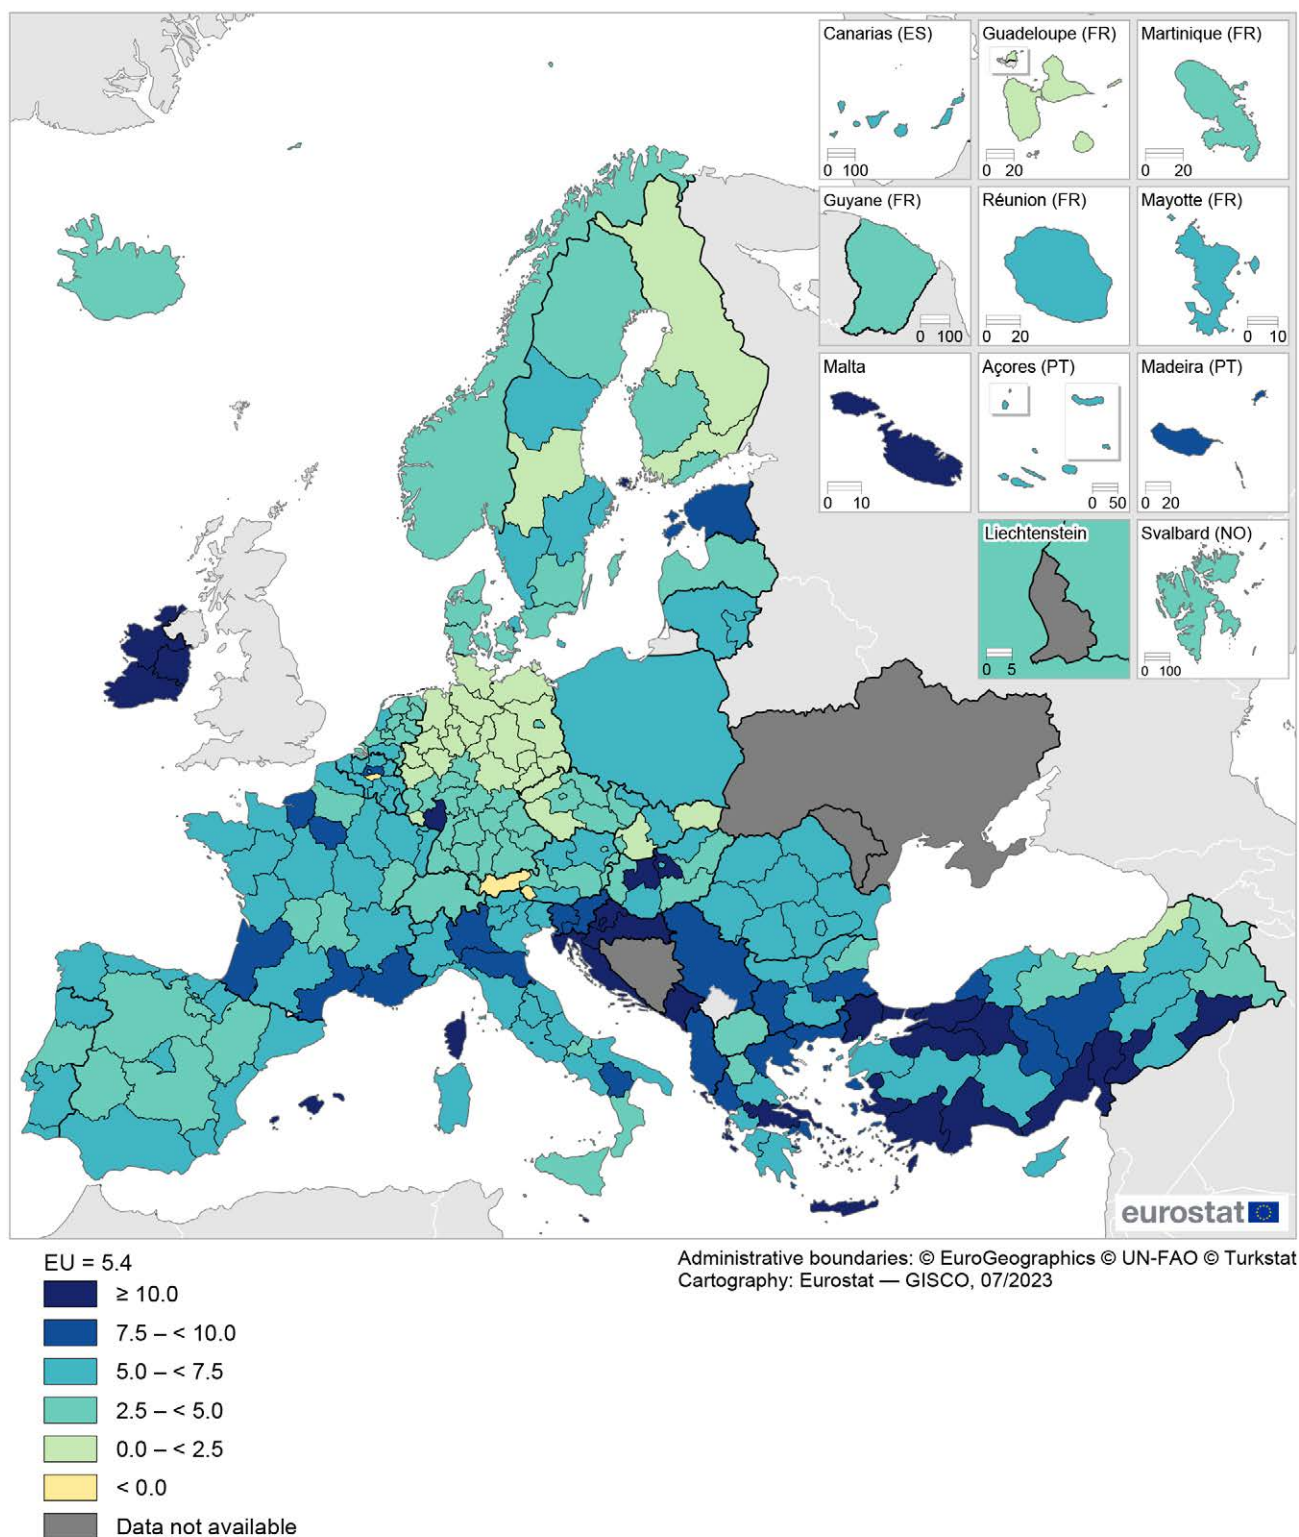 Canarias (ES)
0 100
Guadeloupe (FR)
0 20
Martinique (FR)
0 20
Guyane (FR)
0 100
Réunion (FR)
0 20
Mayotte (FR)
0 10
Malta
0 10
Açores (PT)
0 50
Madeira (PT)
0 20
Liechtenstein
0 5
Svalbard (NO)
0 100
eurostat
EU = 5.4
≥ 10.0
7.5 – < 10.0
5.0 – < 7.5
2.5 – < 5.0
0.0 – < 2.5
< 0.0
Data not available
Administrative boundaries: © EuroGeographics © UN-FAO © Turkstat
Cartography: Eurostat — GISCO, 07/2023